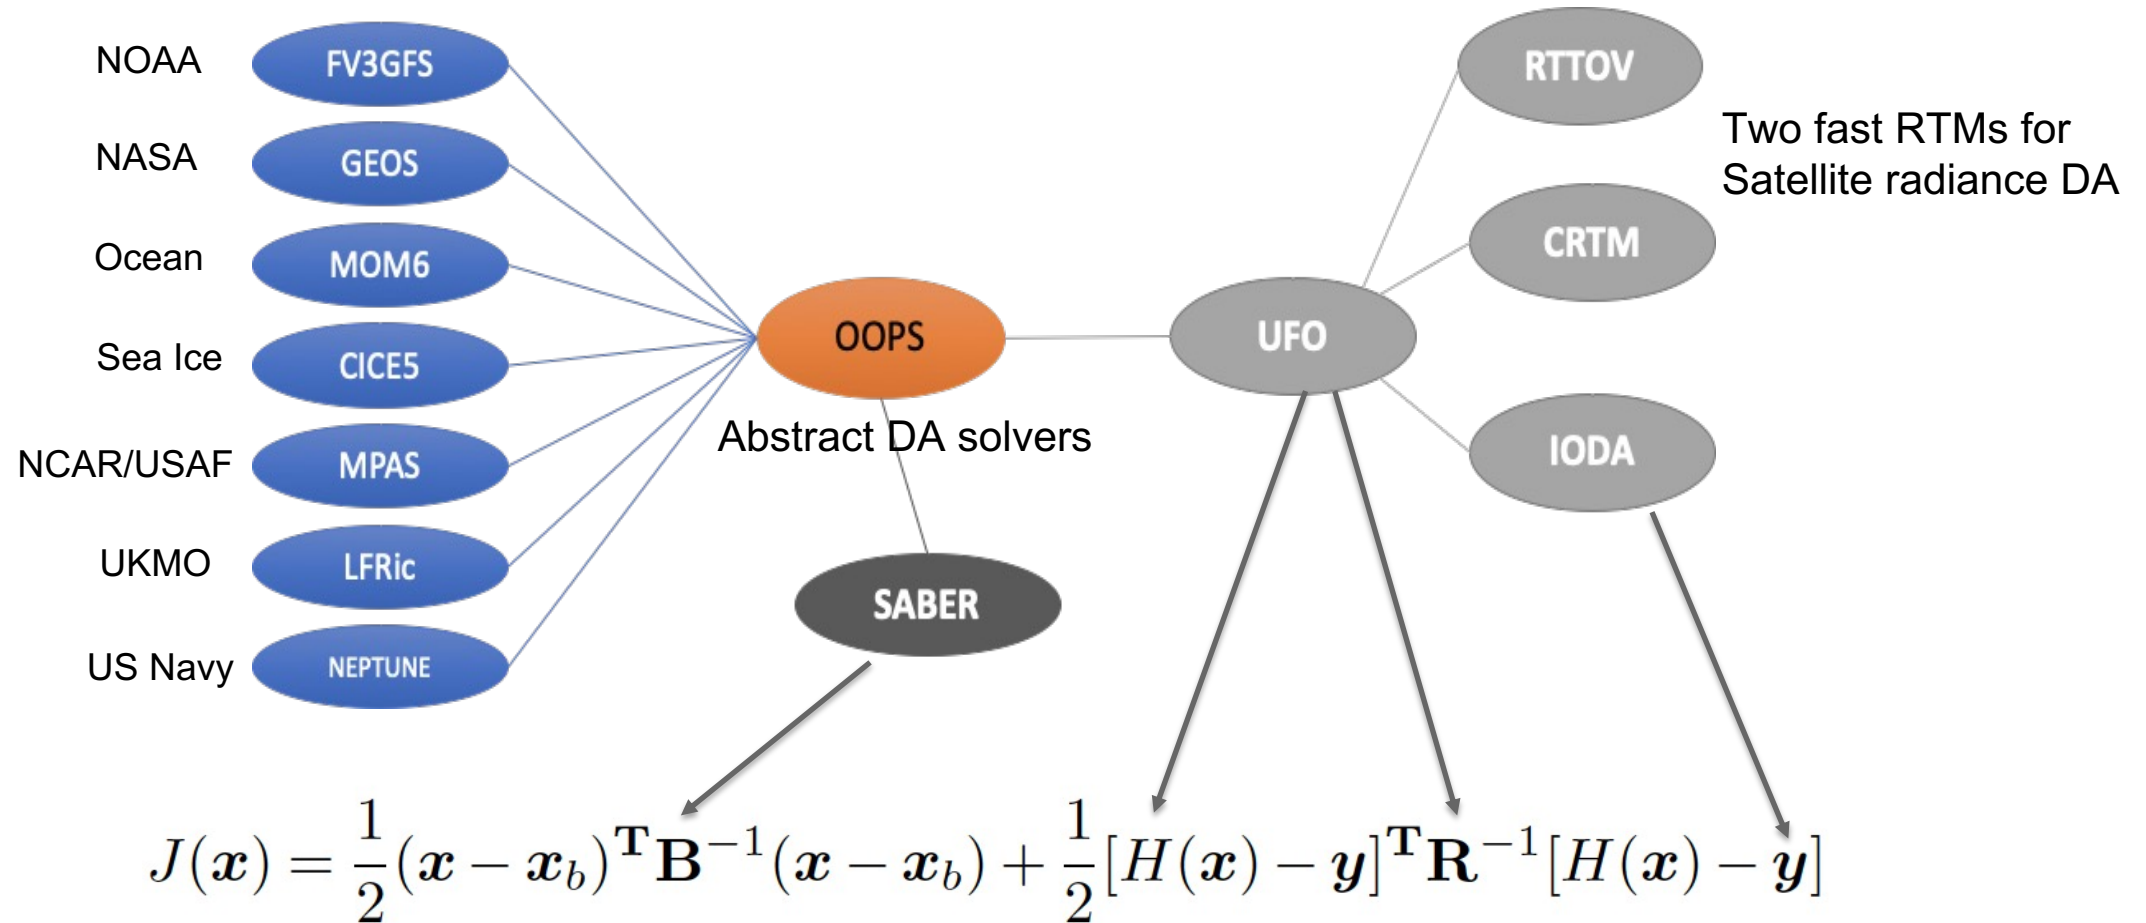 NOAA FV3GFS
NASA GEOS
Ocean MOM6
Sea Ice CICE5
NCAR/USAF MPAS
UKMO LFRic
US Navy NEPTUNE
OOPS
Abstract DA solvers
SABER
UFO
RTTOV
Two fast RTMs for
Satellite radiance DA
CRTM
IODA
J(x) = 1/2 (x − x_b)^T B^{−1} (x − x_b) + 1/2 [H(x) − y]^T R^{−1} [H(x) − y]